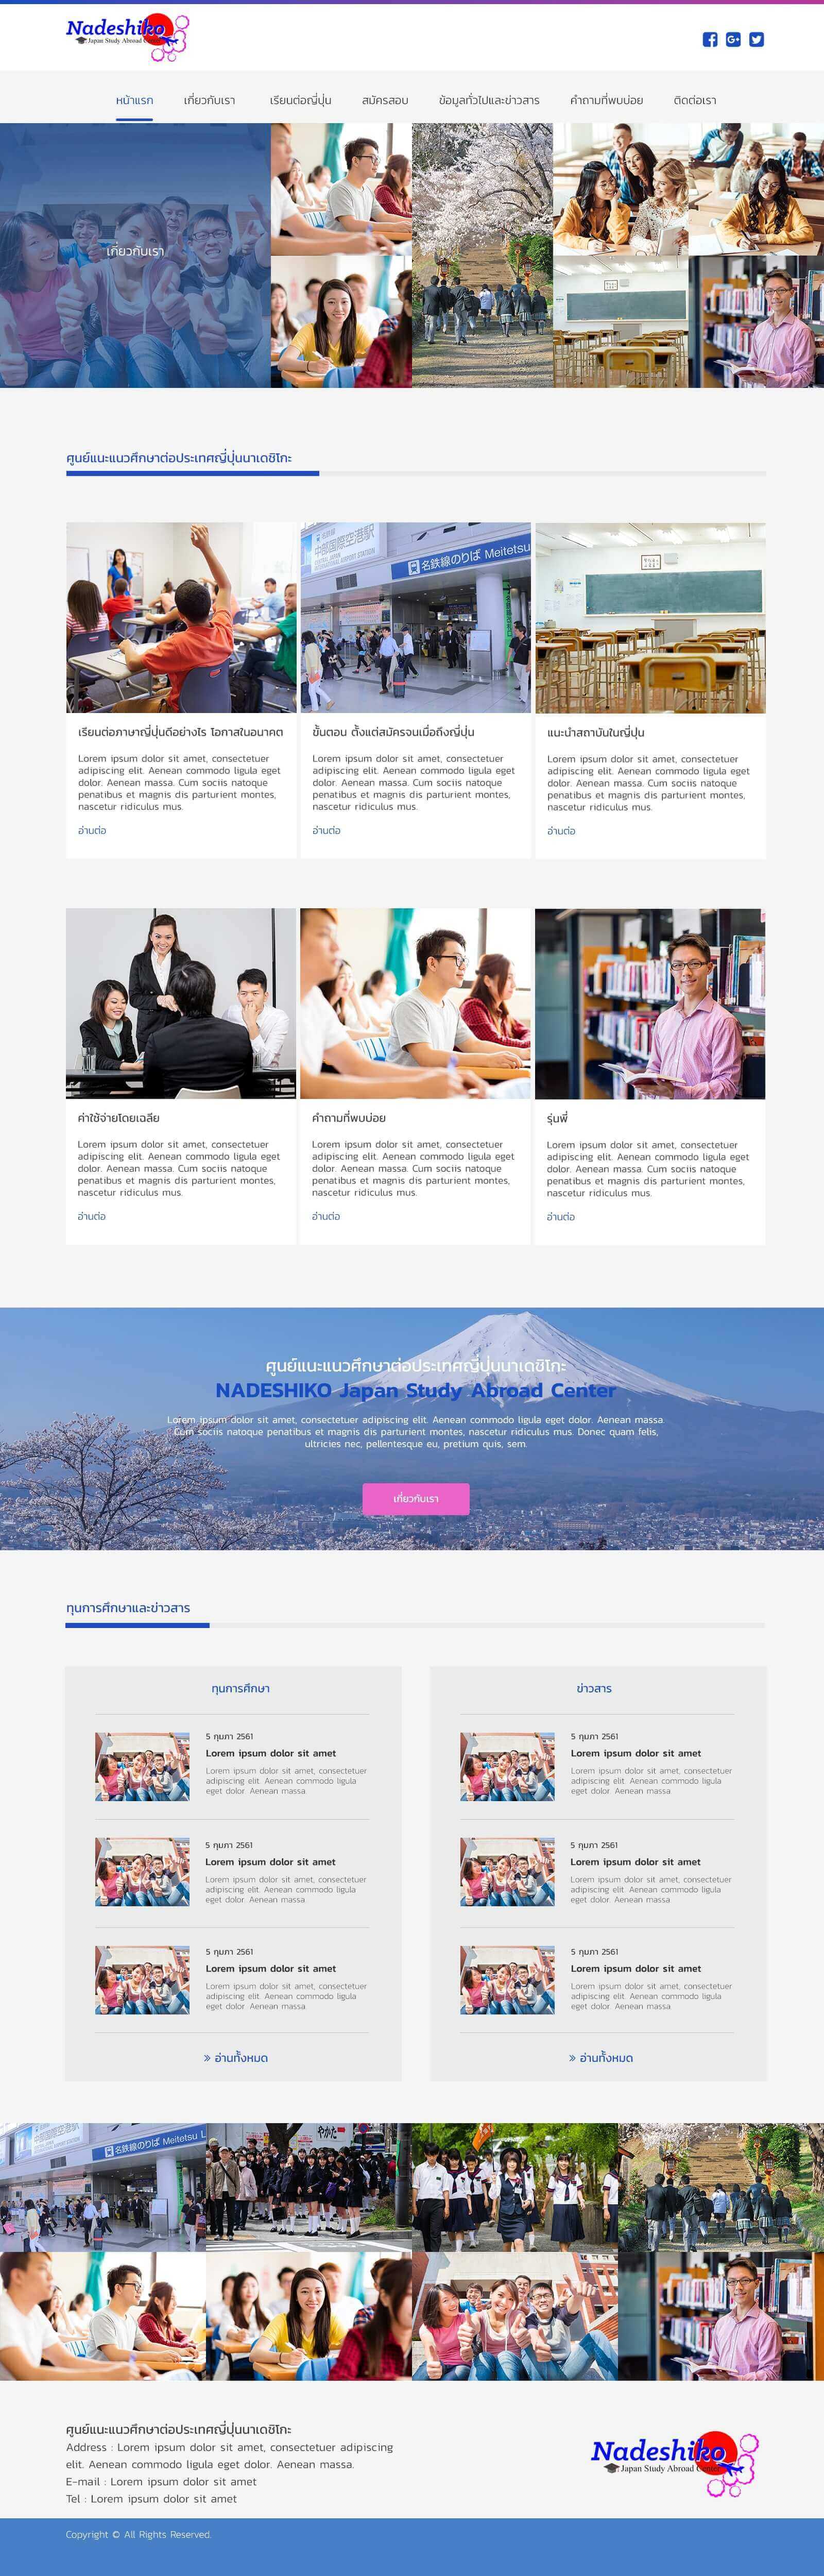 Nadeshiko
Japan Study Abroad Center
หน้าแรก เกี่ยวกับเรา เรียนต่อญี่ปุ่น สมัครสอบ ข้อมูลทั่วไปและข่าวสาร คำถามที่พบบ่อย ติดต่อเรา
เกี่ยวกับเรา
ศูนย์แนะแนวศึกษาต่อประเทศญี่ปุ่นนาเดชิโกะ
中部国際空港駅
名鉄線のりば Meitetsu
เรียนต่อภาษาญี่ปุ่นดีอย่างไร โอกาสในอนาคต
Lorem ipsum dolor sit amet, consectetuer
adipiscing elit. Aenean commodo ligula eget
dolor. Aenean massa. Cum sociis natoque
penatibus et magnis dis parturient montes,
nascetur ridiculus mus.
อ่านต่อ
ขั้นตอน ตั้งแต่สมัครจนเมื่อถึงญี่ปุ่น
Lorem ipsum dolor sit amet, consectetuer
adipiscing elit. Aenean commodo ligula eget
dolor. Aenean massa. Cum sociis natoque
penatibus et magnis dis parturient montes,
nascetur ridiculus mus.
อ่านต่อ
แนะนำสถาบันในญี่ปุ่น
Lorem ipsum dolor sit amet, consectetuer
adipiscing elit. Aenean commodo ligula eget
dolor. Aenean massa. Cum sociis natoque
penatibus et magnis dis parturient montes,
nascetur ridiculus mus.
อ่านต่อ
ค่าใช้จ่ายโดยเฉลี่ย
Lorem ipsum dolor sit amet, consectetuer
adipiscing elit. Aenean commodo ligula eget
dolor. Aenean massa. Cum sociis natoque
penatibus et magnis dis parturient montes,
nascetur ridiculus mus.
อ่านต่อ
คำถามที่พบบ่อย
Lorem ipsum dolor sit amet, consectetuer
adipiscing elit. Aenean commodo ligula eget
dolor. Aenean massa. Cum sociis natoque
penatibus et magnis dis parturient montes,
nascetur ridiculus mus.
อ่านต่อ
รุ่นพี่
Lorem ipsum dolor sit amet, consectetuer
adipiscing elit. Aenean commodo ligula eget
dolor. Aenean massa. Cum sociis natoque
penatibus et magnis dis parturient montes,
nascetur ridiculus mus.
อ่านต่อ
ศูนย์แนะแนวศึกษาต่อประเทศญี่ปุ่นนาเดชิโกะ
NADESHIKO Japan Study Abroad Center
Lorem ipsum dolor sit amet, consectetuer adipiscing elit. Aenean commodo ligula eget dolor. Aenean massa.
Cum sociis natoque penatibus et magnis dis parturient montes, nascetur ridiculus mus. Donec quam felis,
ultricies nec, pellentesque eu, pretium quis, sem.
เกี่ยวกับเรา
ทุนการศึกษาและข่าวสาร
ทุนการศึกษา
5 กุมภา 2561
Lorem ipsum dolor sit amet
Lorem ipsum dolor sit amet, consectetuer
adipiscing elit. Aenean commodo ligula
eget dolor. Aenean massa.
5 กุมภา 2561
Lorem ipsum dolor sit amet
Lorem ipsum dolor sit amet, consectetuer
adipiscing elit. Aenean commodo ligula
eget dolor. Aenean massa.
5 กุมภา 2561
Lorem ipsum dolor sit amet
Lorem ipsum dolor sit amet, consectetuer
adipiscing elit. Aenean commodo ligula
eget dolor. Aenean massa.
» อ่านทั้งหมด
ข่าวสาร
5 กุมภา 2561
Lorem ipsum dolor sit amet
Lorem ipsum dolor sit amet, consectetuer
adipiscing elit. Aenean commodo ligula
eget dolor. Aenean massa.
5 กุมภา 2561
Lorem ipsum dolor sit amet
Lorem ipsum dolor sit amet, consectetuer
adipiscing elit. Aenean commodo ligula
eget dolor. Aenean massa.
5 กุมภา 2561
Lorem ipsum dolor sit amet
Lorem ipsum dolor sit amet, consectetuer
adipiscing elit. Aenean commodo ligula
eget dolor. Aenean massa.
» อ่านทั้งหมด
名鉄線のりば Meitetsu L
やかた
ศูนย์แนะแนวศึกษาต่อประเทศญี่ปุ่นนาเดชิโกะ
Address : Lorem ipsum dolor sit amet, consectetuer adipiscing
elit. Aenean commodo ligula eget dolor. Aenean massa.
E-mail : Lorem ipsum dolor sit amet
Tel : Lorem ipsum dolor sit amet
Nadeshiko
Japan Study Abroad Center
Copyright © All Rights Reserved.